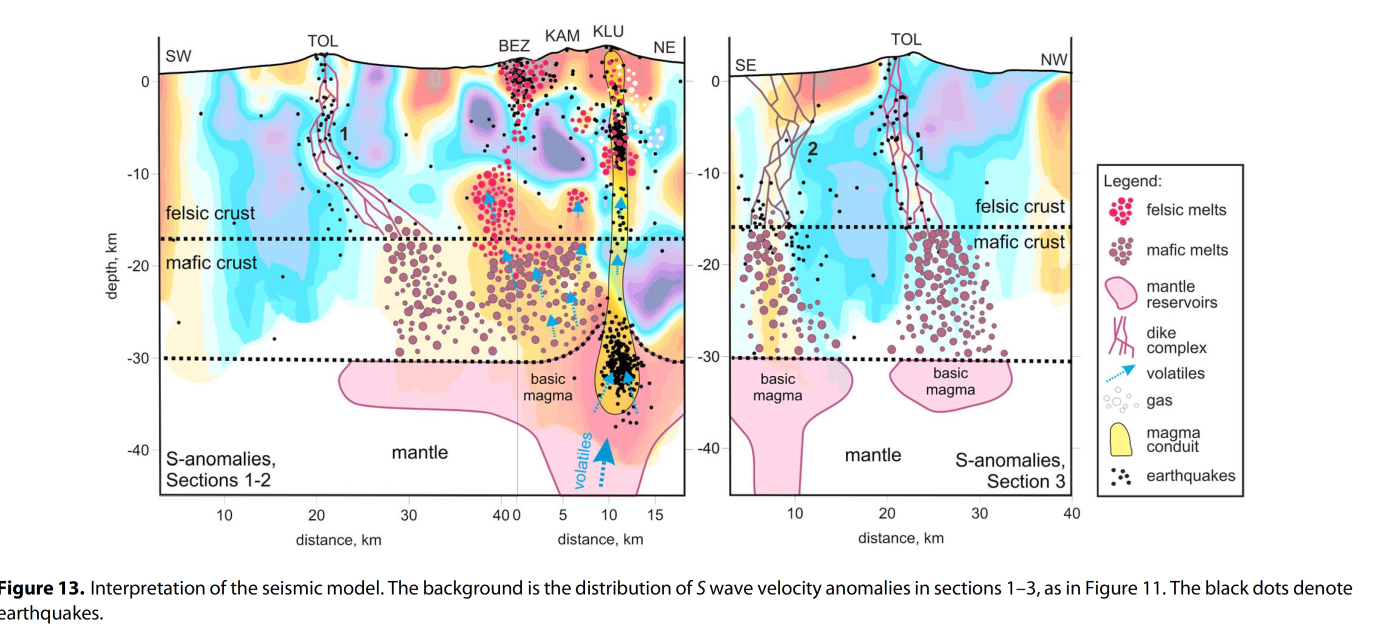 SW
TOL
BEZ
KAM
KLU
NE
SE
TOL
NW
0
-10
-20
-30
-40
depth, km
1
felsic crust
mafic crust
basic
magma
mantle
volatiles
S-anomalies,
Sections 1-2
10
20
30
40
0
5
10
15
distance, km
distance, km
0
-10
-20
-30
-40
2
1
felsic crust
mafic crust
basic
magma
basic
magma
mantle
S-anomalies,
Section 3
10
20
30
40
distance, km
Legend:
felsic melts
mafic melts
mantle
reservoirs
dike
complex
volatiles
gas
magma
conduit
earthquakes
Figure 13. Interpretation of the seismic model. The background is the distribution of S wave velocity anomalies in sections 1–3, as in Figure 11. The black dots denote
earthquakes.